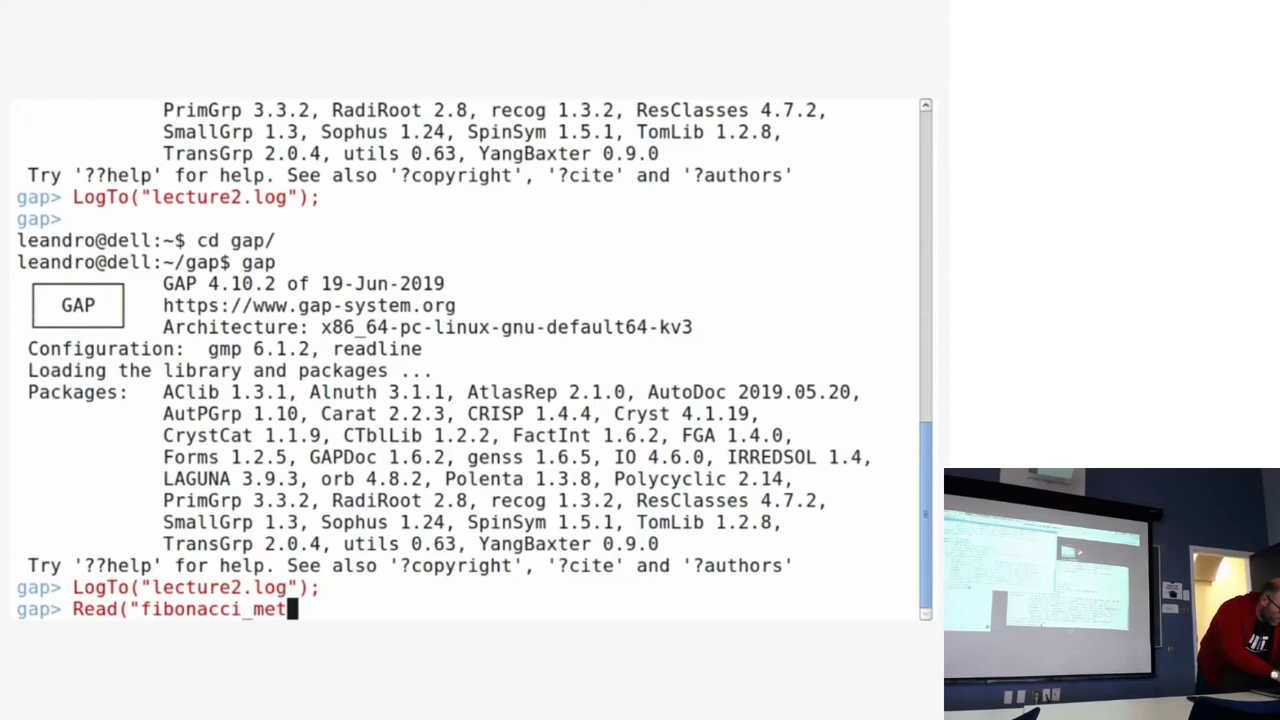 PrimGrp 3.3.2, RadiRoot 2.8, recog 1.3.2, ResClasses 4.7.2,
SmallGrp 1.3, Sophus 1.24, SpinSym 1.5.1, TomLib 1.2.8,
TransGrp 2.0.4, utils 0.63, YangBaxter 0.9.0
Try '??help' for help. See also '?copyright', '?cite' and '?authors'
gap> LogTo("lecture2.log");
gap>
leandro@dell:~$ cd gap/
leandro@dell:~/gap$ gap
GAP 4.10.2 of 19-Jun-2019
GAP https://www.gap-system.org
Architecture: x86_64-pc-linux-gnu-default64-kv3
Configuration: gmp 6.1.2, readline
Loading the library and packages ...
Packages: AClib 1.3.1, Alnuth 3.1.1, AtlasRep 2.1.0, AutoDoc 2019.05.20,
AutPGrp 1.10, Carat 2.2.3, CRISP 1.4.4, Cryst 4.1.19,
CrystCat 1.1.9, CTblLib 1.2.2, FactInt 1.6.2, FGA 1.4.0,
Forms 1.2.5, GAPDoc 1.6.2, genss 1.6.5, IO 4.6.0, IRREDSOL 1.4,
LAGUNA 3.9.3, orb 4.8.2, Polenta 1.3.8, Polycyclic 2.14,
PrimGrp 3.3.2, RadiRoot 2.8, recog 1.3.2, ResClasses 4.7.2,
SmallGrp 1.3, Sophus 1.24, SpinSym 1.5.1, TomLib 1.2.8,
TransGrp 2.0.4, utils 0.63, YangBaxter 0.9.0
Try '??help' for help. See also '?copyright', '?cite' and '?authors'
gap> LogTo("lecture2.log");
gap> Read("fibonacci_met